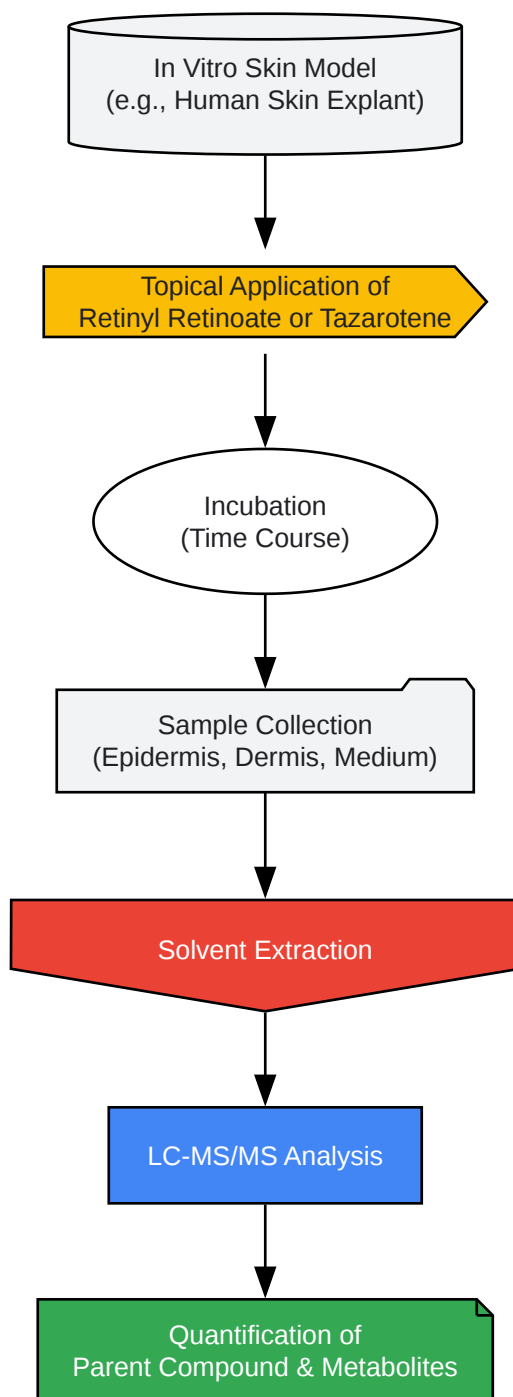 In Vitro Skin Model
(e.g., Human Skin Explant)
Topical Application of
Retinyl Retinoate or Tazarotene
Incubation
(Time Course)
Sample Collection
(Epidermis, Dermis, Medium)
Solvent Extraction
LC-MS/MS Analysis
Quantification of
Parent Compound & Metabolites